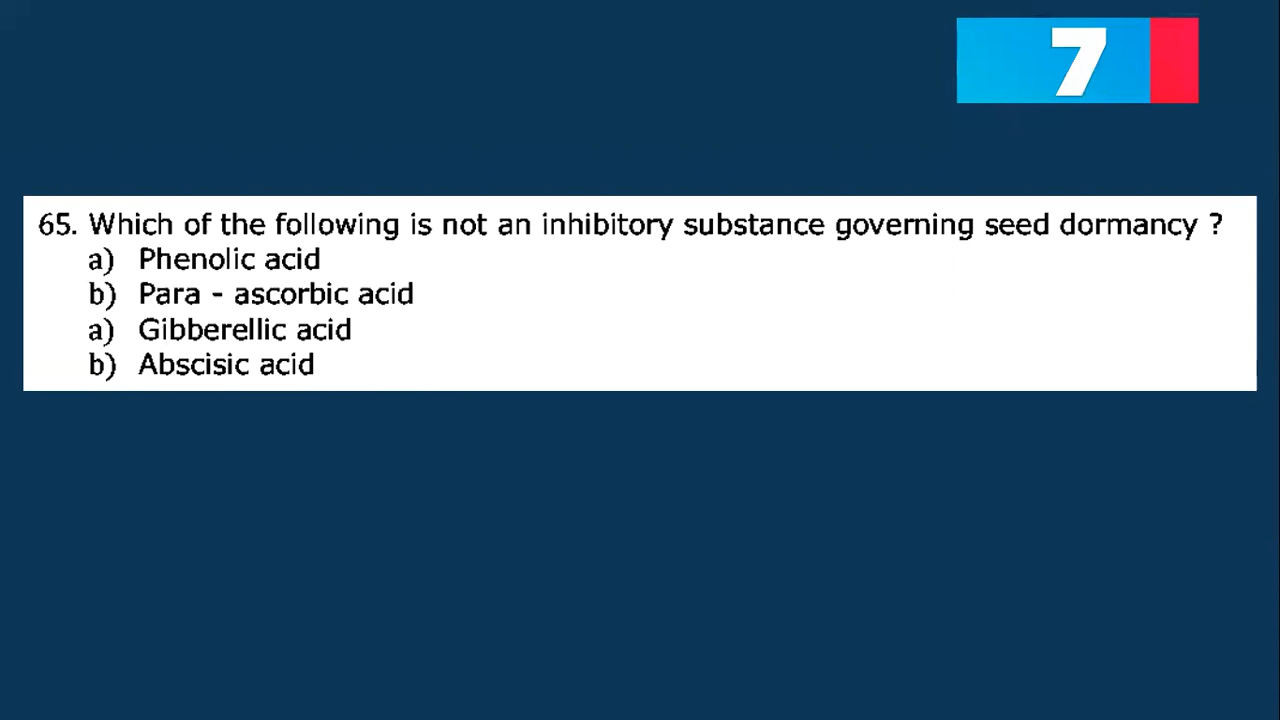 7
65. Which of the following is not an inhibitory substance governing seed dormancy ?
a) Phenolic acid
b) Para - ascorbic acid
a) Gibberellic acid
b) Abscisic acid